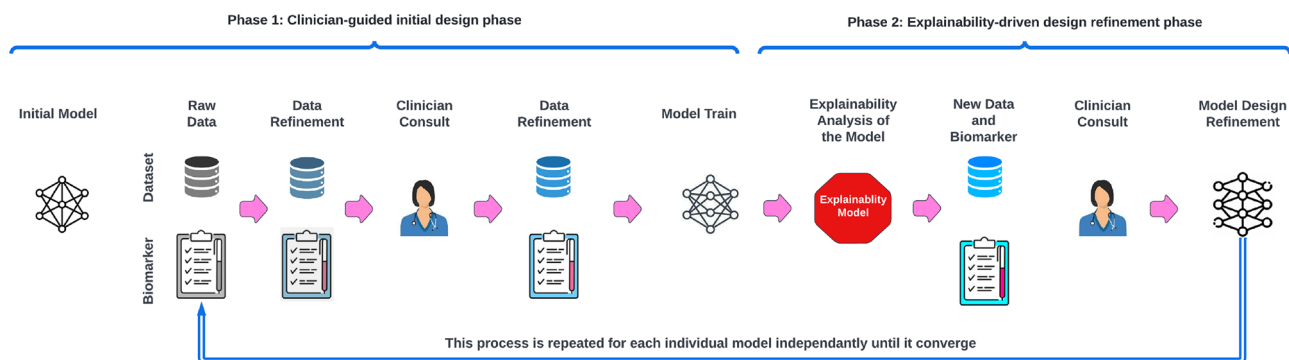 Phase 1: Clinician-guided initial design phase
Phase 2: Explainability-driven design refinement phase
Initial Model
Raw
Data
Data
Refinement
Clinician
Consult
Data
Refinement
Model Train
Explainability
Analysis of
the Model
New Data
and
Biomarker
Clinician
Consult
Model Design
Refinement
Dataset
Biomarker
Explainablity
Model
This process is repeated for each individual model independantly until it converge